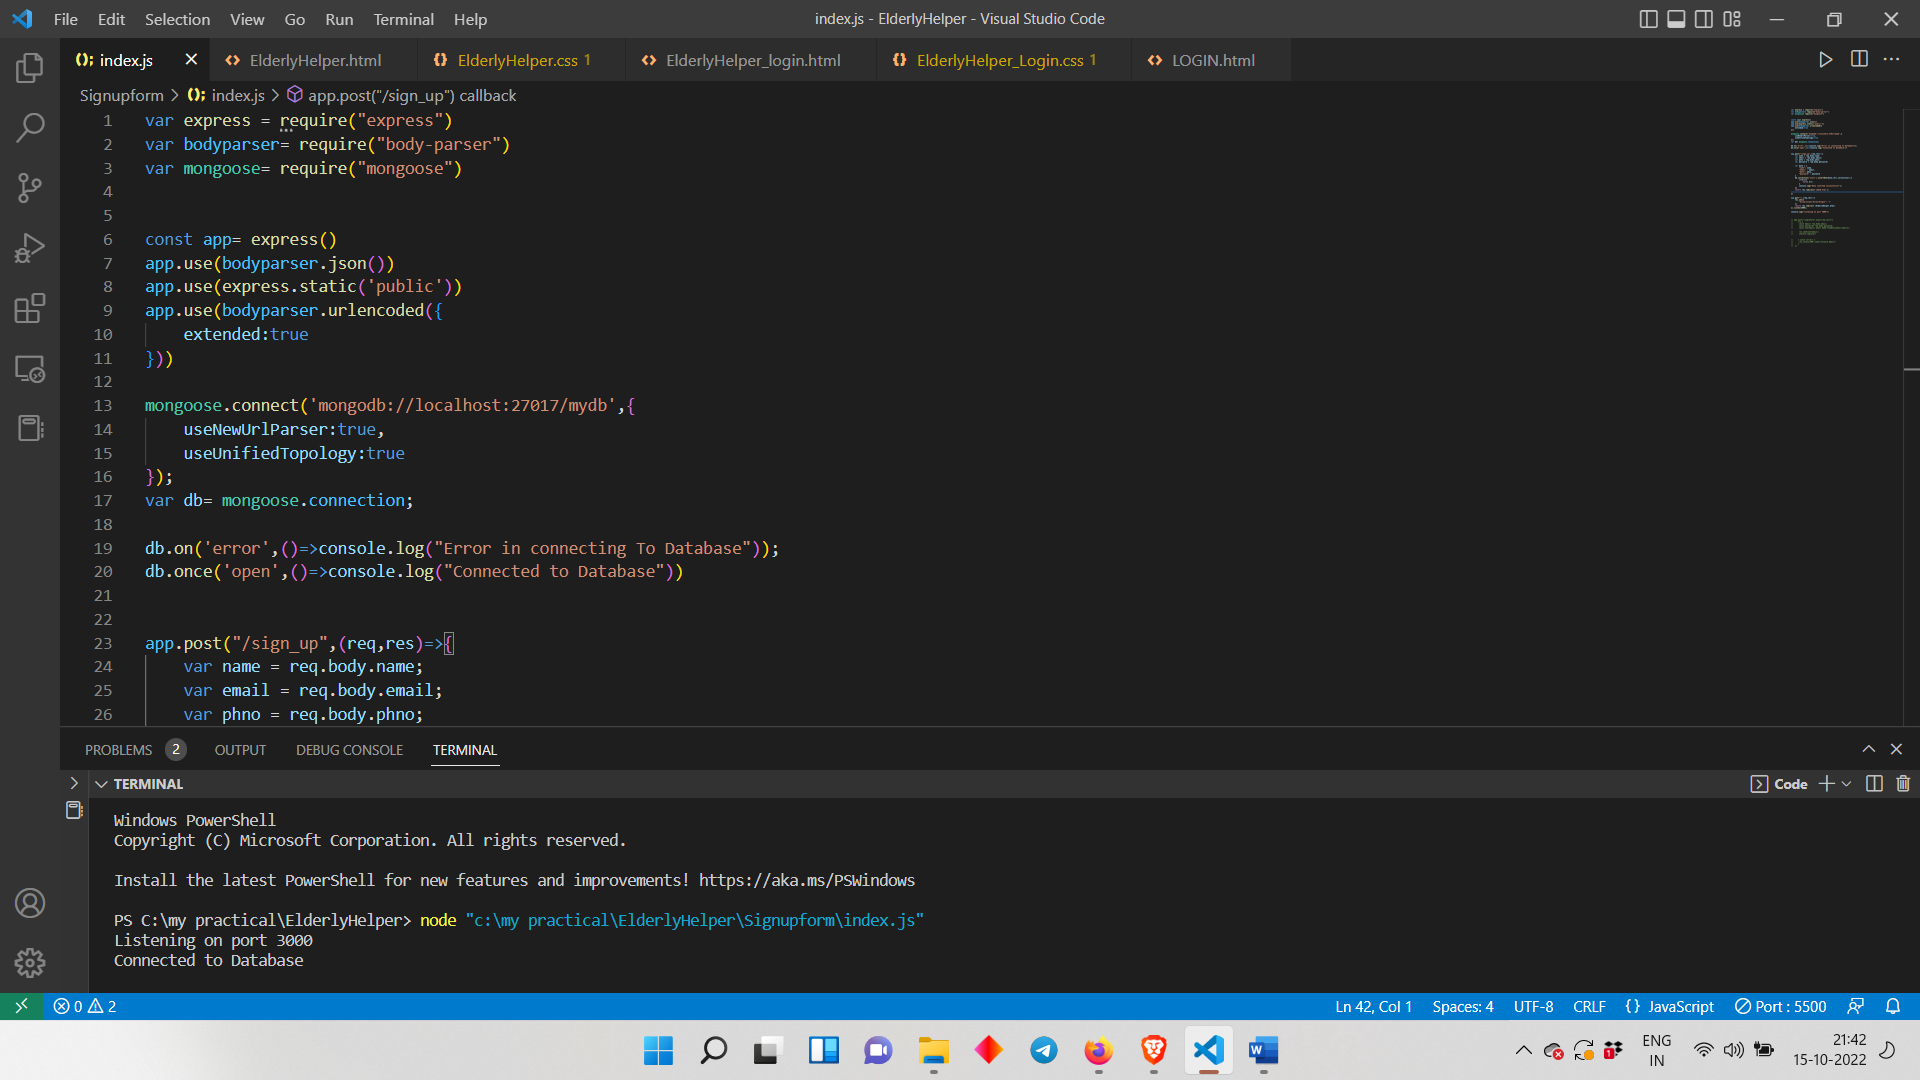 File Edit Selection View Go Run Terminal Help index.js - ElderlyHelper - Visual Studio Code
index.js ElderlyHelper.html ElderlyHelper.css 1 ElderlyHelper_login.html ElderlyHelper_Login.css 1 LOGIN.html
Signupform > index.js > app.post("/sign_up") callback
1 var express = require("express")
2 var bodyparser= require("body-parser")
3 var mongoose= require("mongoose")
4
5
6 const app= express()
7 app.use(bodyparser.json())
8 app.use(express.static('public'))
9 app.use(bodyparser.urlencoded({
10 extended:true
11 }))
12
13 mongoose.connect('mongodb://localhost:27017/mydb',{
14 useNewUrlParser:true,
15 useUnifiedTopology:true
16 });
17 var db= mongoose.connection;
18
19 db.on('error',()=>console.log("Error in connecting To Database"));
20 db.once('open',()=>console.log("Connected to Database"))
21
22
23 app.post("/sign_up",(req,res)=>{
24 var name = req.body.name;
25 var email = req.body.email;
26 var phno = req.body.phno;
PROBLEMS 2 OUTPUT DEBUG CONSOLE TERMINAL
TERMINAL Code
Windows PowerShell
Copyright (C) Microsoft Corporation. All rights reserved.
Install the latest PowerShell for new features and improvements! https://aka.ms/PSWindows
PS C:\my practical\ElderlyHelper> node "c:\my practical\ElderlyHelper\Signupform\index.js"
Listening on port 3000
Connected to Database
0 2 Ln 42, Col 1 Spaces: 4 UTF-8 CRLF {} JavaScript Port : 5500
ENG 21:42
IN 15-10-2022